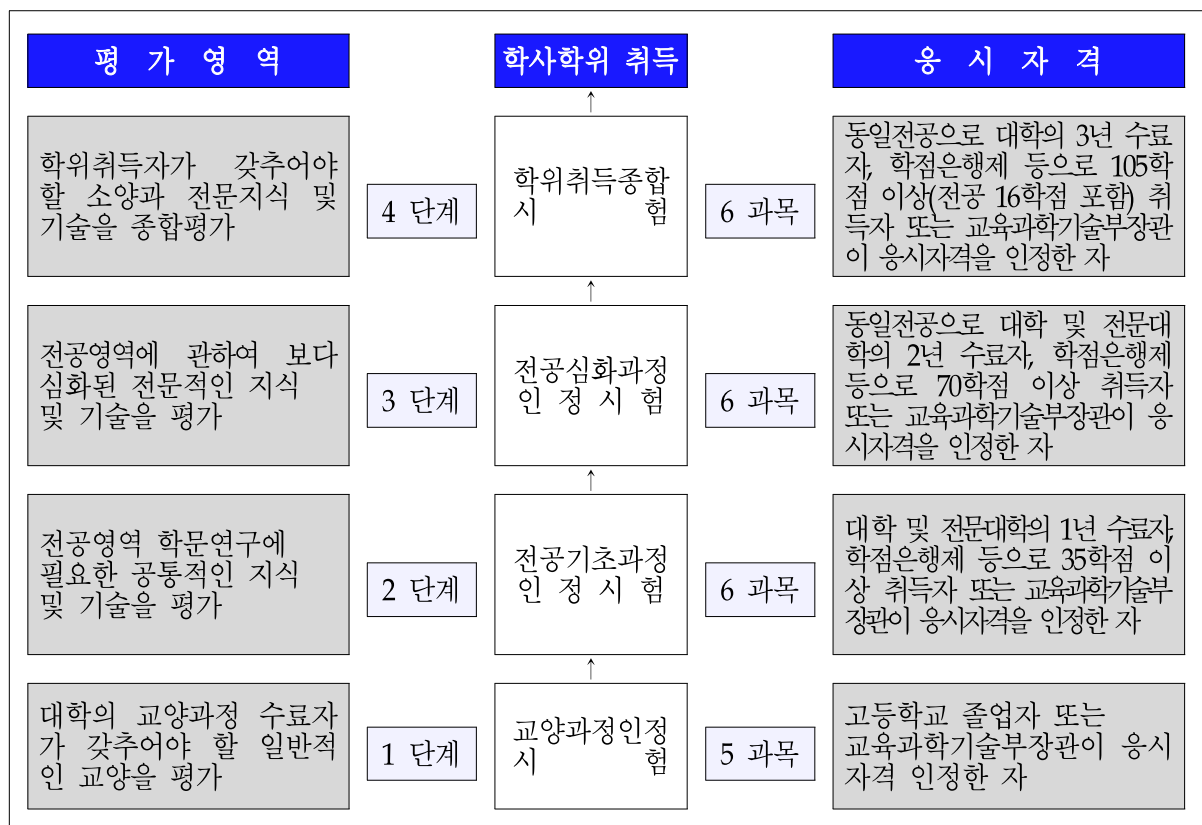 평 가 영 역
학사학위 취득
응 시 자 격
학위취득자가 갖추어야
할 소양과 전문지식 및
기술을 종합평가
4 단계
학위취득종합
시 험
6 과목
동일전공으로 대학의 3년 수료
자, 학점은행제 등으로 105학
점 이상(전공 16학점 포함) 취
득자 또는 교육과학기술부장관
이 응시자격을 인정한 자
전공영역에 관하여 보다
심화된 전문적인 지식
및 기술을 평가
3 단계
전공심화과정
인 정 시 험
6 과목
동일전공으로 대학 및 전문대
학의 2년 수료자, 학점은행제
등으로 70학점 이상 취득자
또는 교육과학기술부장관이 응
시자격을 인정한 자
전공영역 학문연구에
필요한 공통적인 지식
및 기술을 평가
2 단계
전공기초과정
인 정 시 험
6 과목
대학 및 전문대학의 1년 수료자,
학점은행제 등으로 35학점 이
상 취득자 또는 교육과학기술부
장관이 응시자격을 인정한 자
대학의 교양과정 수료자
가 갖추어야 할 일반적
인 교양을 평가
1 단계
교양과정인정
시 험
5 과목
고등학교 졸업자 또는
교육과학기술부장관이 응시
자격 인정한 자